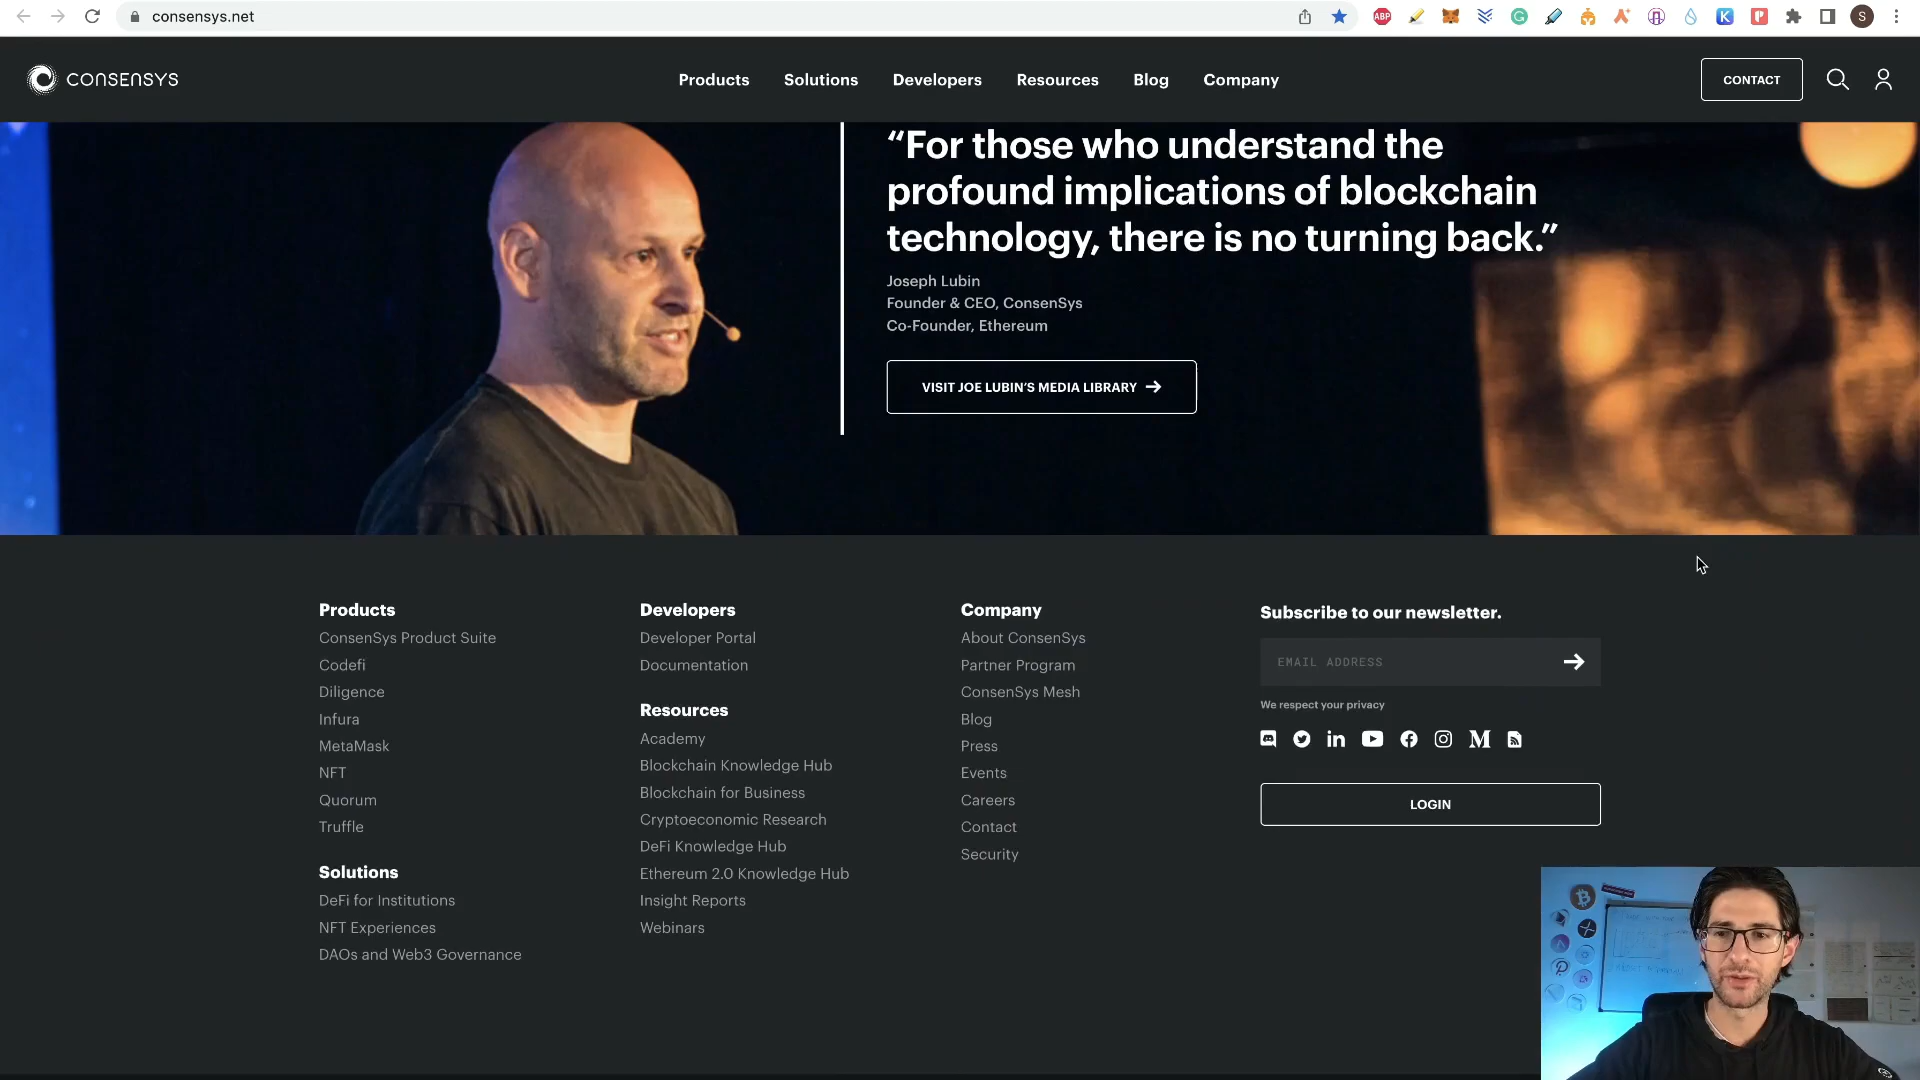 consensys.net
S
CONSENSYS
Products
Solutions
Developers
Resources
Blog
Company
CONTACT
“For those who understand the
profound implications of blockchain
technology, there is no turning back.”
Joseph Lubin
Founder & CEO, ConsenSys
Co-Founder, Ethereum
VISIT JOE LUBIN’S MEDIA LIBRARY
Products
ConsenSys Product Suite
Codefi
Diligence
Infura
MetaMask
NFT
Quorum
Truffle
Solutions
DeFi for Institutions
NFT Experiences
DAOs and Web3 Governance
Developers
Developer Portal
Documentation
Resources
Academy
Blockchain Knowledge Hub
Blockchain for Business
Cryptoeconomic Research
DeFi Knowledge Hub
Ethereum 2.0 Knowledge Hub
Insight Reports
Webinars
Company
About ConsenSys
Partner Program
ConsenSys Mesh
Blog
Press
Events
Careers
Contact
Security
Subscribe to our newsletter.
EMAIL ADDRESS
We respect your privacy
LOGIN